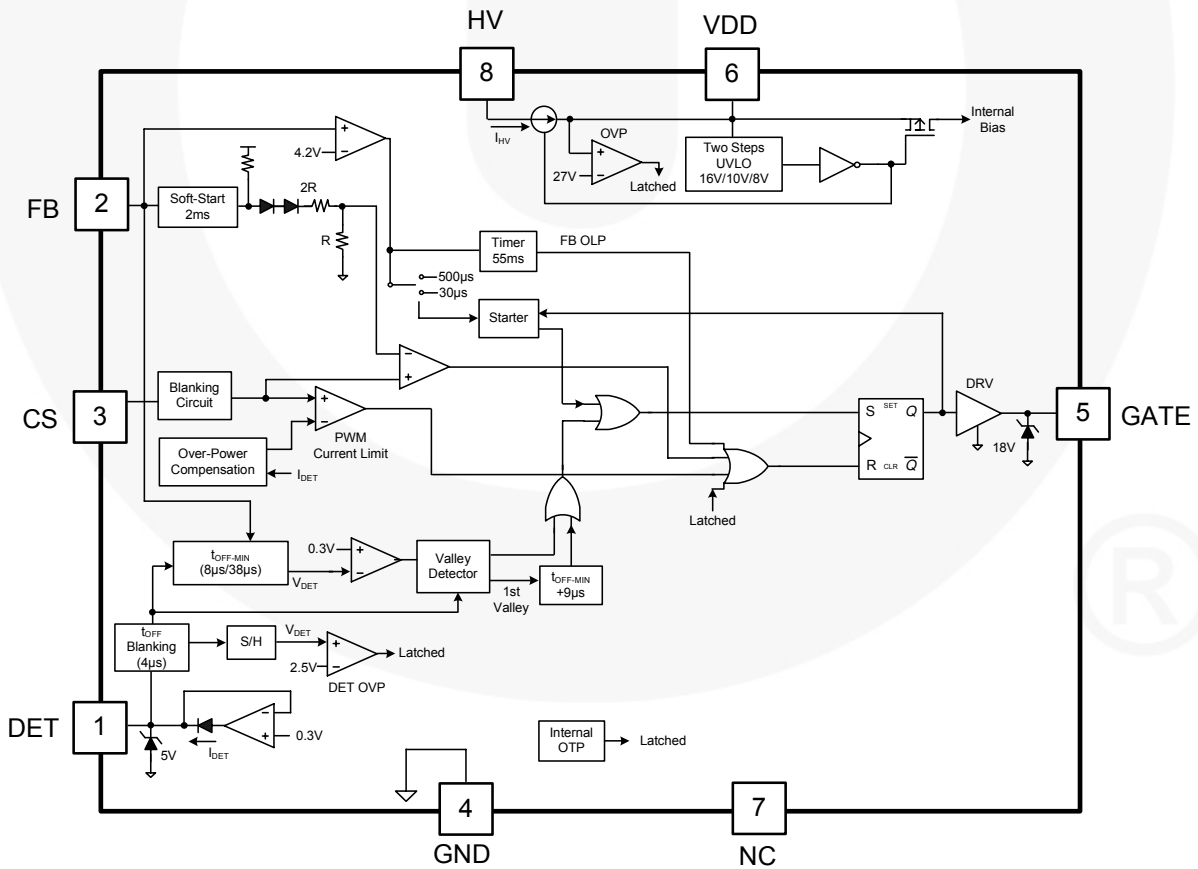 HV
VDD
8
6
Internal
Bias
I_HV
OVP
27V
Latched
Two Steps
UVLO
16V/10V/8V
4.2V
2
FB
Soft-Start
2ms
2R
R
Timer
55ms
FB OLP
500µs
30µs
Starter
3
CS
Blanking
Circuit
PWM
Current Limit
Over-Power
Compensation
I_DET
S SET Q
R CLR Q̅
DRV
18V
5
GATE
Latched
t_OFF-MIN
(8µs/38µs)
V_DET
0.3V
Valley
Detector
1st
Valley
t_OFF-MIN
+9µs
t_OFF
Blanking
(4µs)
S/H
V_DET
2.5V
DET OVP
Latched
DET
1
5V
I_DET
0.3V
Internal
OTP
Latched
4
GND
7
NC
®